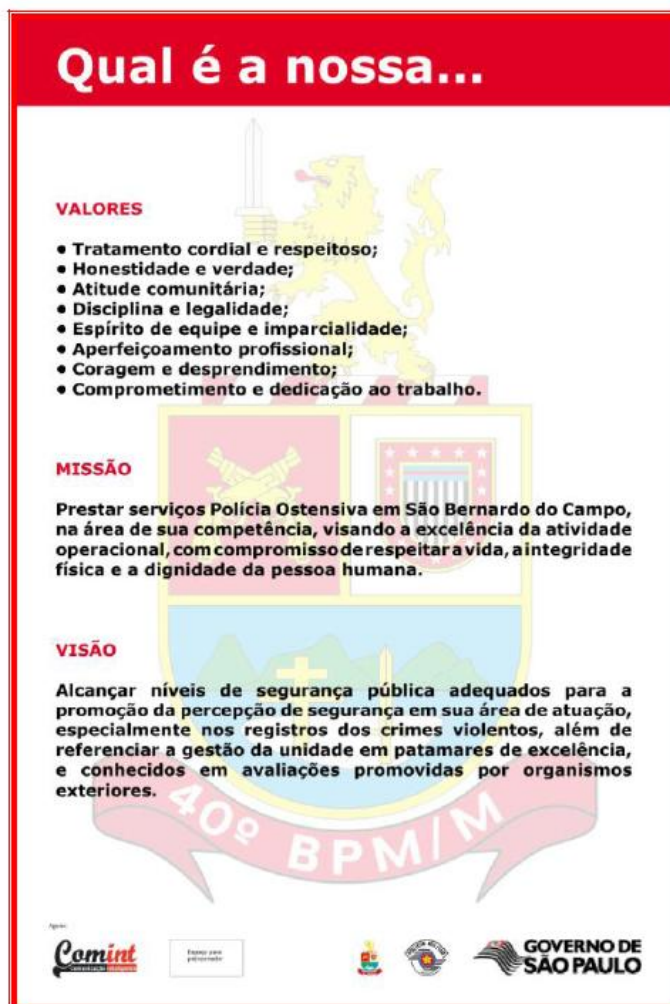 Qual é a nossa...
VALORES
● Tratamento cordial e respeitoso;
● Honestidade e verdade;
● Atitude comunitária;
● Disciplina e legalidade;
● Espírito de equipe e imparcialidade;
● Aperfeiçoamento profissional;
● Coragem e desprendimento;
● Comprometimento e dedicação ao trabalho.
MISSÃO
Prestar serviços Polícia Ostensiva em São Bernardo do Campo,
na área de sua competência, visando a excelência da atividade
operacional, com compromisso de respeitar a vida, a integridade
física e a dignidade da pessoa humana.
VISÃO
Alcançar níveis de segurança pública adequados para a
promoção da percepção de segurança em sua área de atuação,
especialmente nos registros dos crimes violentos, além de
referenciar a gestão da unidade em patamares de excelência,
e conhecidos em avaliações promovidas por organismos
exteriores.
40º BPM/M
Comint
Espaço para
patrocinador
GOVERNO DE
SÃO PAULO